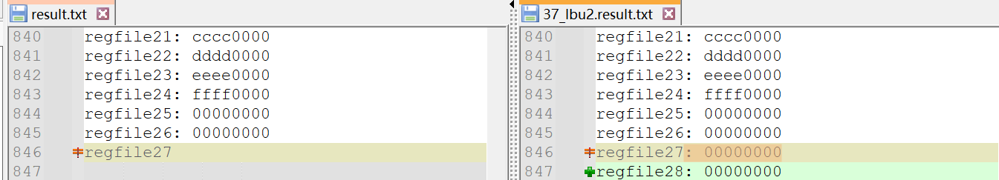 result.txt
840 regfile21: cccc0000
841 regfile22: dddd0000
842 regfile23: eeee0000
843 regfile24: ffff0000
844 regfile25: 00000000
845 regfile26: 00000000
846 regfile27
847
37_lbu2.result.txt
840 regfile21: cccc0000
841 regfile22: dddd0000
842 regfile23: eeee0000
843 regfile24: ffff0000
844 regfile25: 00000000
845 regfile26: 00000000
846 regfile27: 00000000
847 regfile28: 00000000